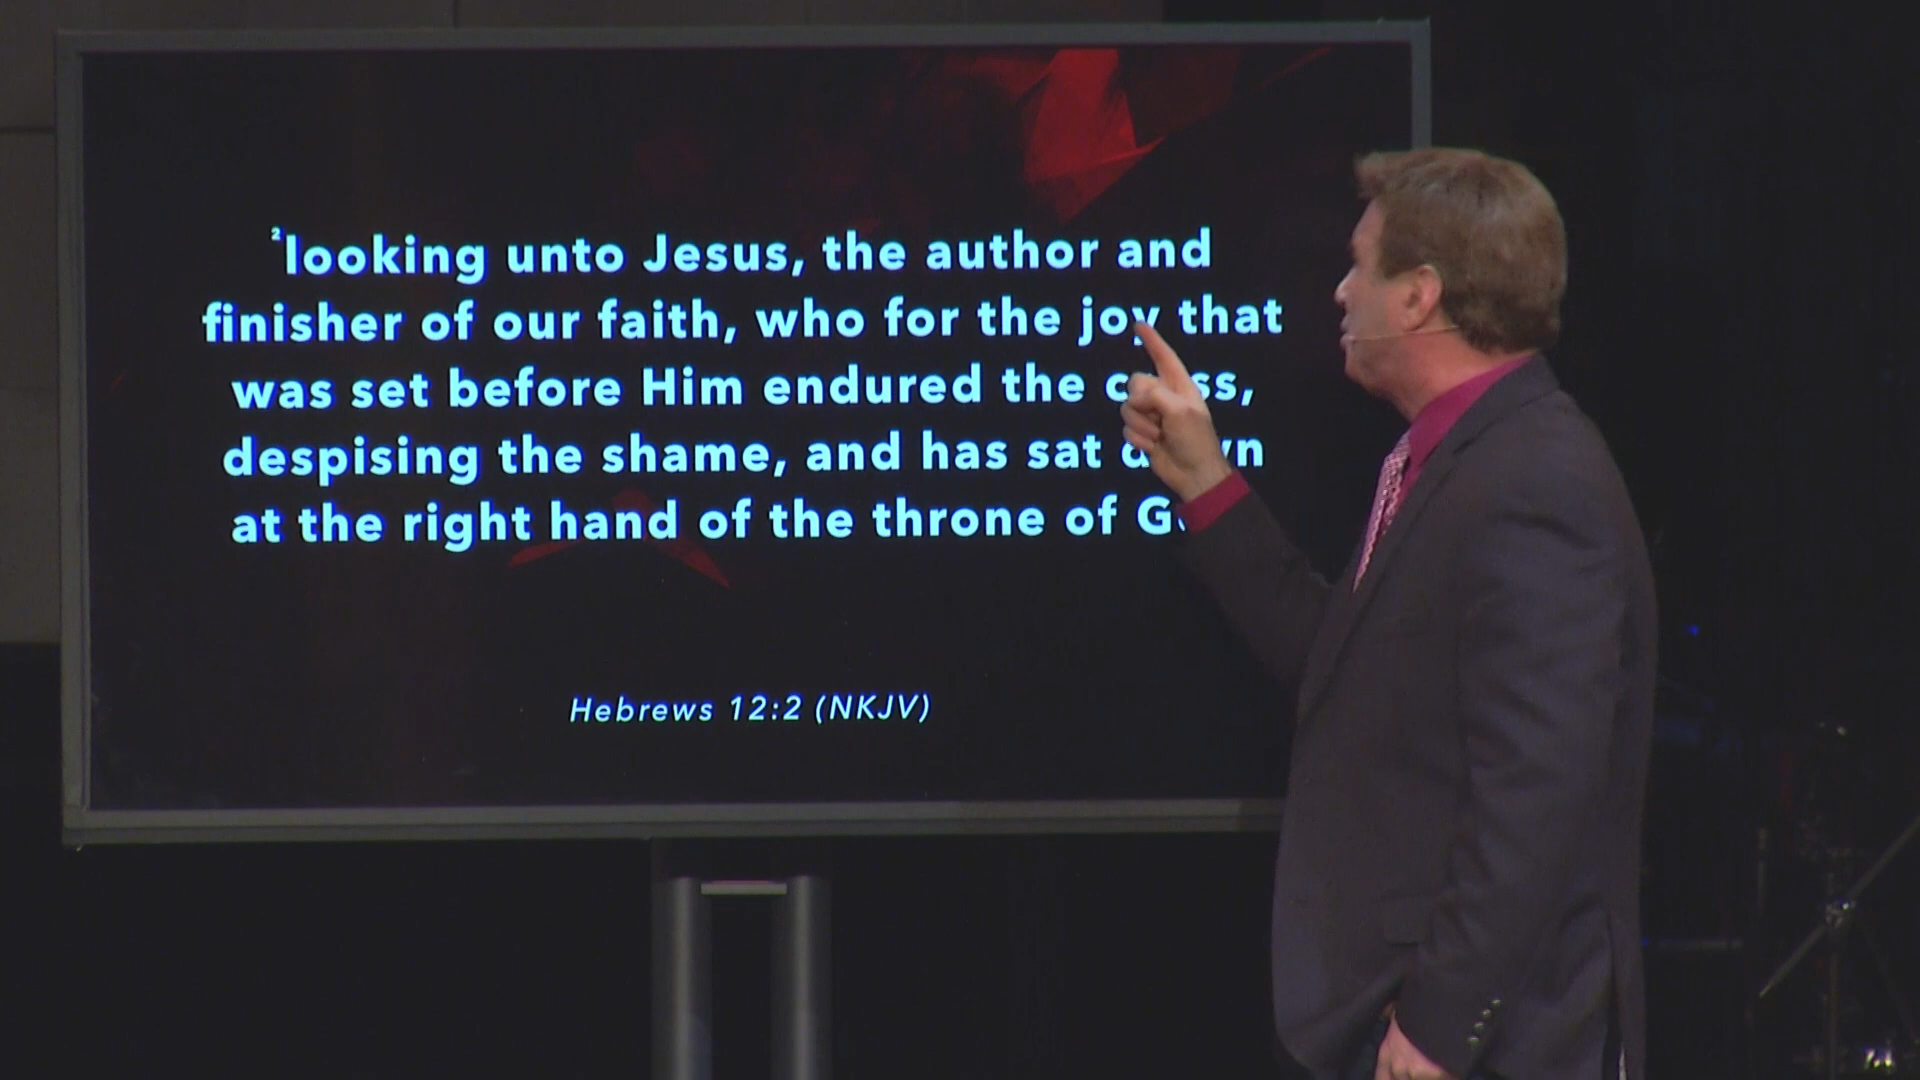 ²looking unto Jesus, the author and
finisher of our faith, who for the joy that
was set before Him endured the
despising the shame, and has sat
at the right hand of the throne of
Hebrews 12:2 (NKJV)